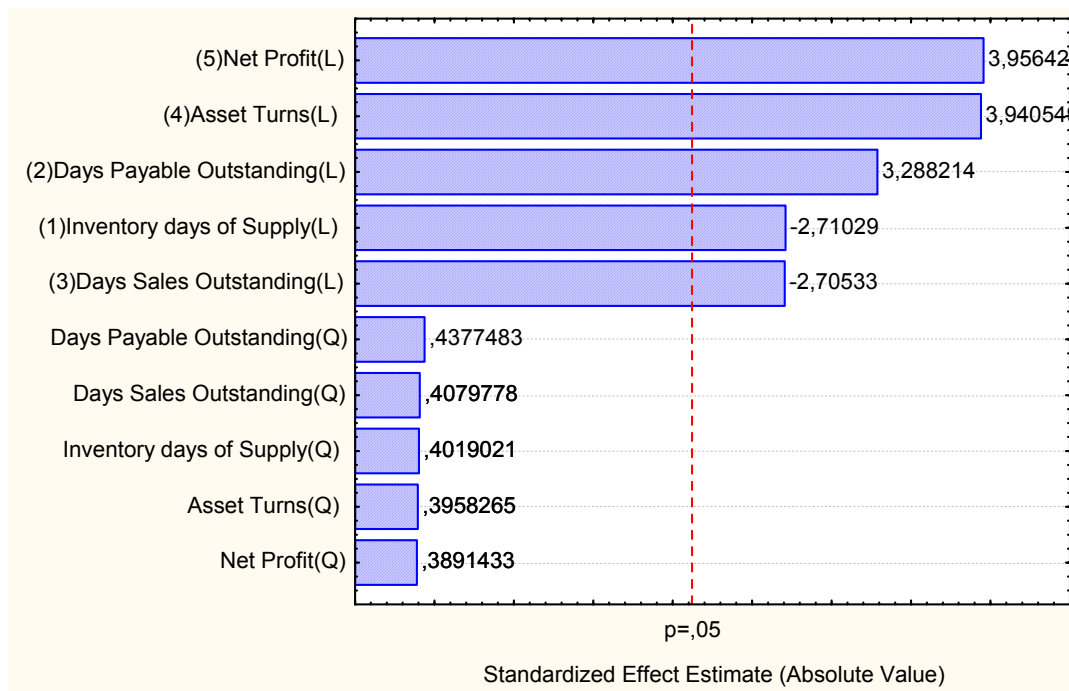 (5)Net Profit(L) 3,95642
(4)Asset Turns(L) 3,940540
(2)Days Payable Outstanding(L) 3,288214
(1)Inventory days of Supply(L) -2,71029
(3)Days Sales Outstanding(L) -2,70533
Days Payable Outstanding(Q) ,4377483
Days Sales Outstanding(Q) ,4079778
Inventory days of Supply(Q) ,4019021
Asset Turns(Q) ,3958265
Net Profit(Q) ,3891433
p=,05
Standardized Effect Estimate (Absolute Value)